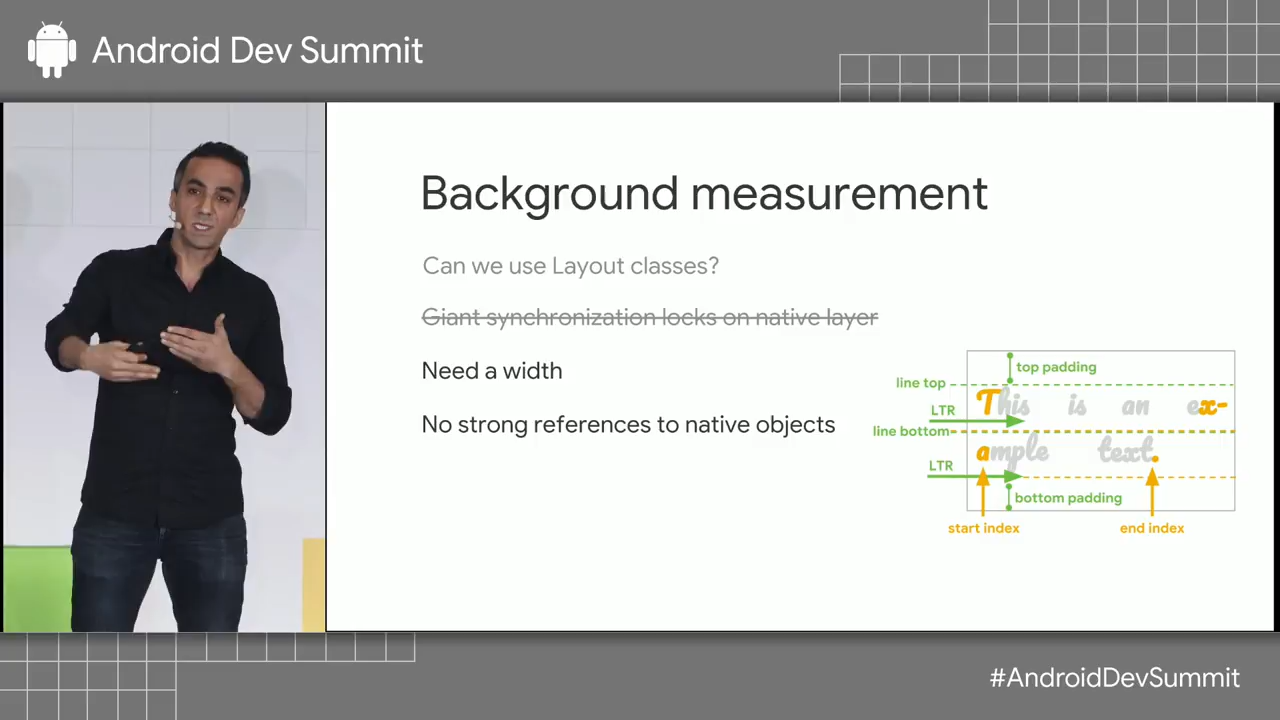 Android Dev Summit
Background measurement
Can we use Layout classes?
Giant synchronization locks on native layer
Need a width
No strong references to native objects
top padding
line top
This is an ex-
LTR
line bottom
ample text.
LTR
bottom padding
start index
end index
#AndroidDevSummit